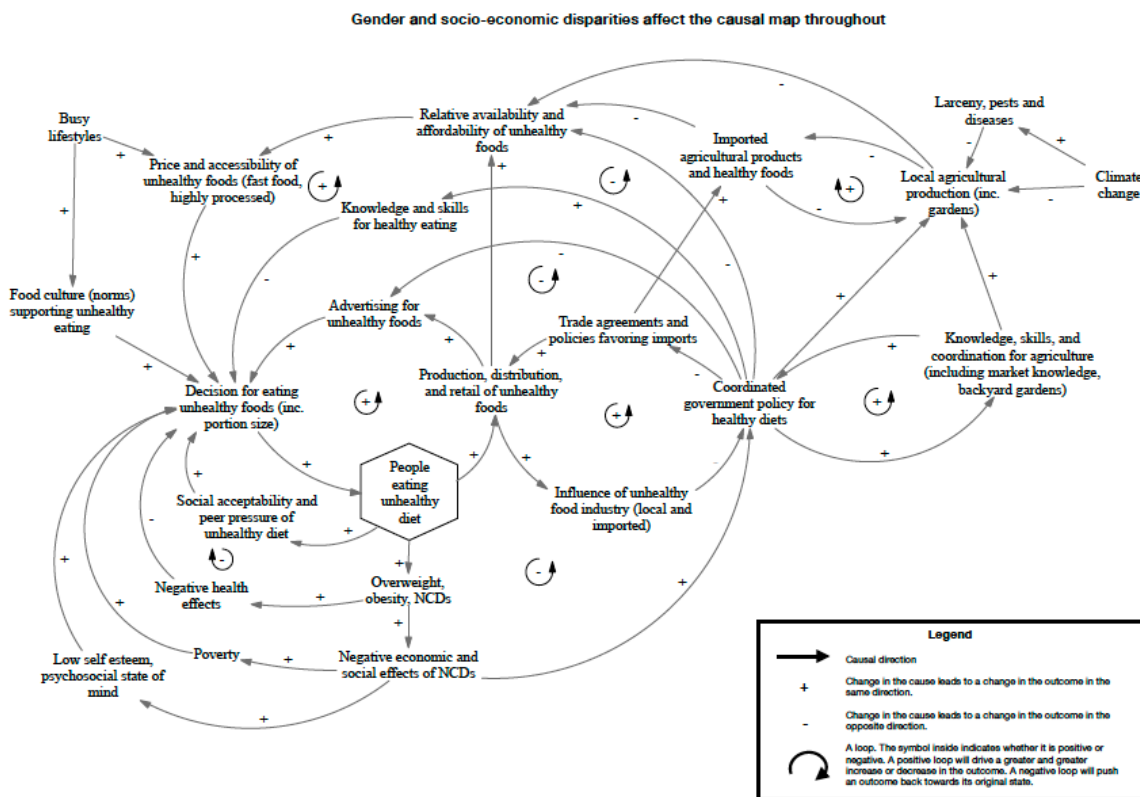 Gender and socio-economic disparities affect the causal map throughout
Busy
lifestyles
Relative availability and
affordability of unhealthy
foods
Larceny, pests and
diseases
Price and accessibility of
unhealthy foods (fast food,
highly processed)
Imported
agricultural products
and healthy foods
Local agricultural
production (inc.
gardens)
Climate
change
Knowledge and skills
for healthy eating
Food culture (norms)
supporting unhealthy
eating
Advertising for
unhealthy foods
Trade agreements and
policies favoring imports
Knowledge, skills, and
coordination for agriculture
(including market knowledge,
backyard gardens)
Decision for eating
unhealthy foods (inc.
portion size)
Production, distribution,
and retail of unhealthy
foods
Coordinated
government policy for
healthy diets
People
eating
unhealthy
diet
Social acceptability and
peer pressure of
unhealthy diet
Influence of unhealthy
food industry (local and
imported)
Negative health
effects
Overweight,
obesity, NCDs
Low self esteem,
psychosocial state of
mind
Poverty
Negative economic and
social effects of NCDs
Legend
Causal direction
+
Change in the cause leads to a change in the outcome in the
same direction.
-
Change in the cause leads to a change in the outcome in the
opposite direction.
A loop. The symbol inside indicates whether it is positive or
negative. A positive loop will drive a greater and greater
increase or decrease in the outcome. A negative loop will push
an outcome back towards its original state.